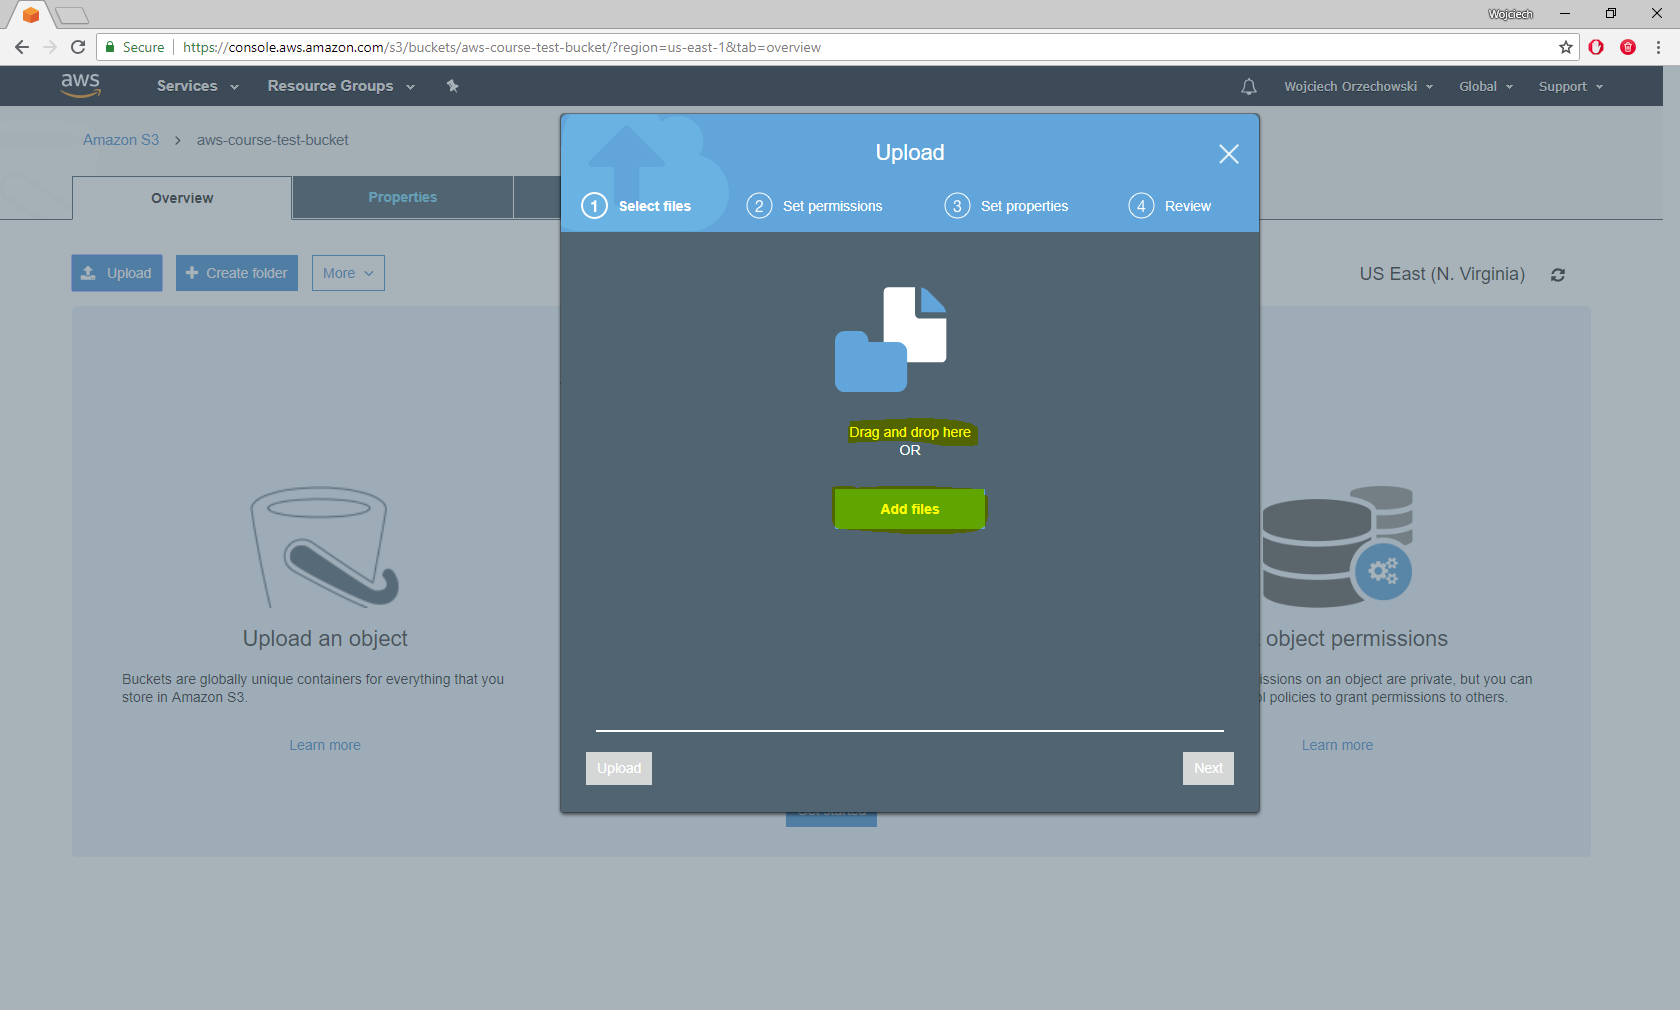 Wojciech
Secure
https://console.aws.amazon.com/s3/buckets/aws-course-test-bucket/?region=us-east-1&tab=overview
aws
Services
Resource Groups
Wojciech Orzechowski
Global
Support
Amazon S3 > aws-course-test-bucket
Overview
Properties
Upload
Create folder
More
US East (N. Virginia)
Upload
1 Select files
2 Set permissions
3 Set properties
4 Review
Drag and drop here
OR
Add files
Upload
Next
Upload an object
Buckets are globally unique containers for everything that you
store in Amazon S3.
Learn more
object permissions
on an object are private, but you can
policies to grant permissions to others.
Learn more